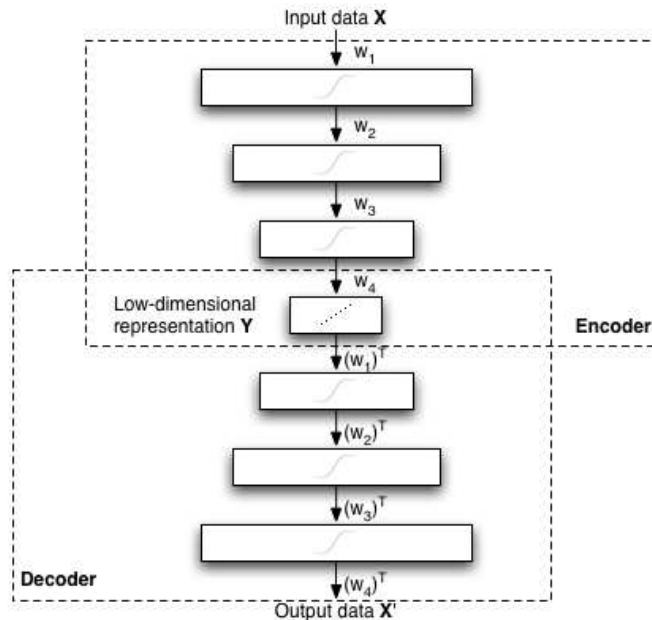 Input data X
w₁
w₂
w₃
w₄
Low-dimensional
representation Y
Encoder
(w₁)ᵀ
(w₂)ᵀ
(w₃)ᵀ
Decoder
(w₄)ᵀ
Output data X'